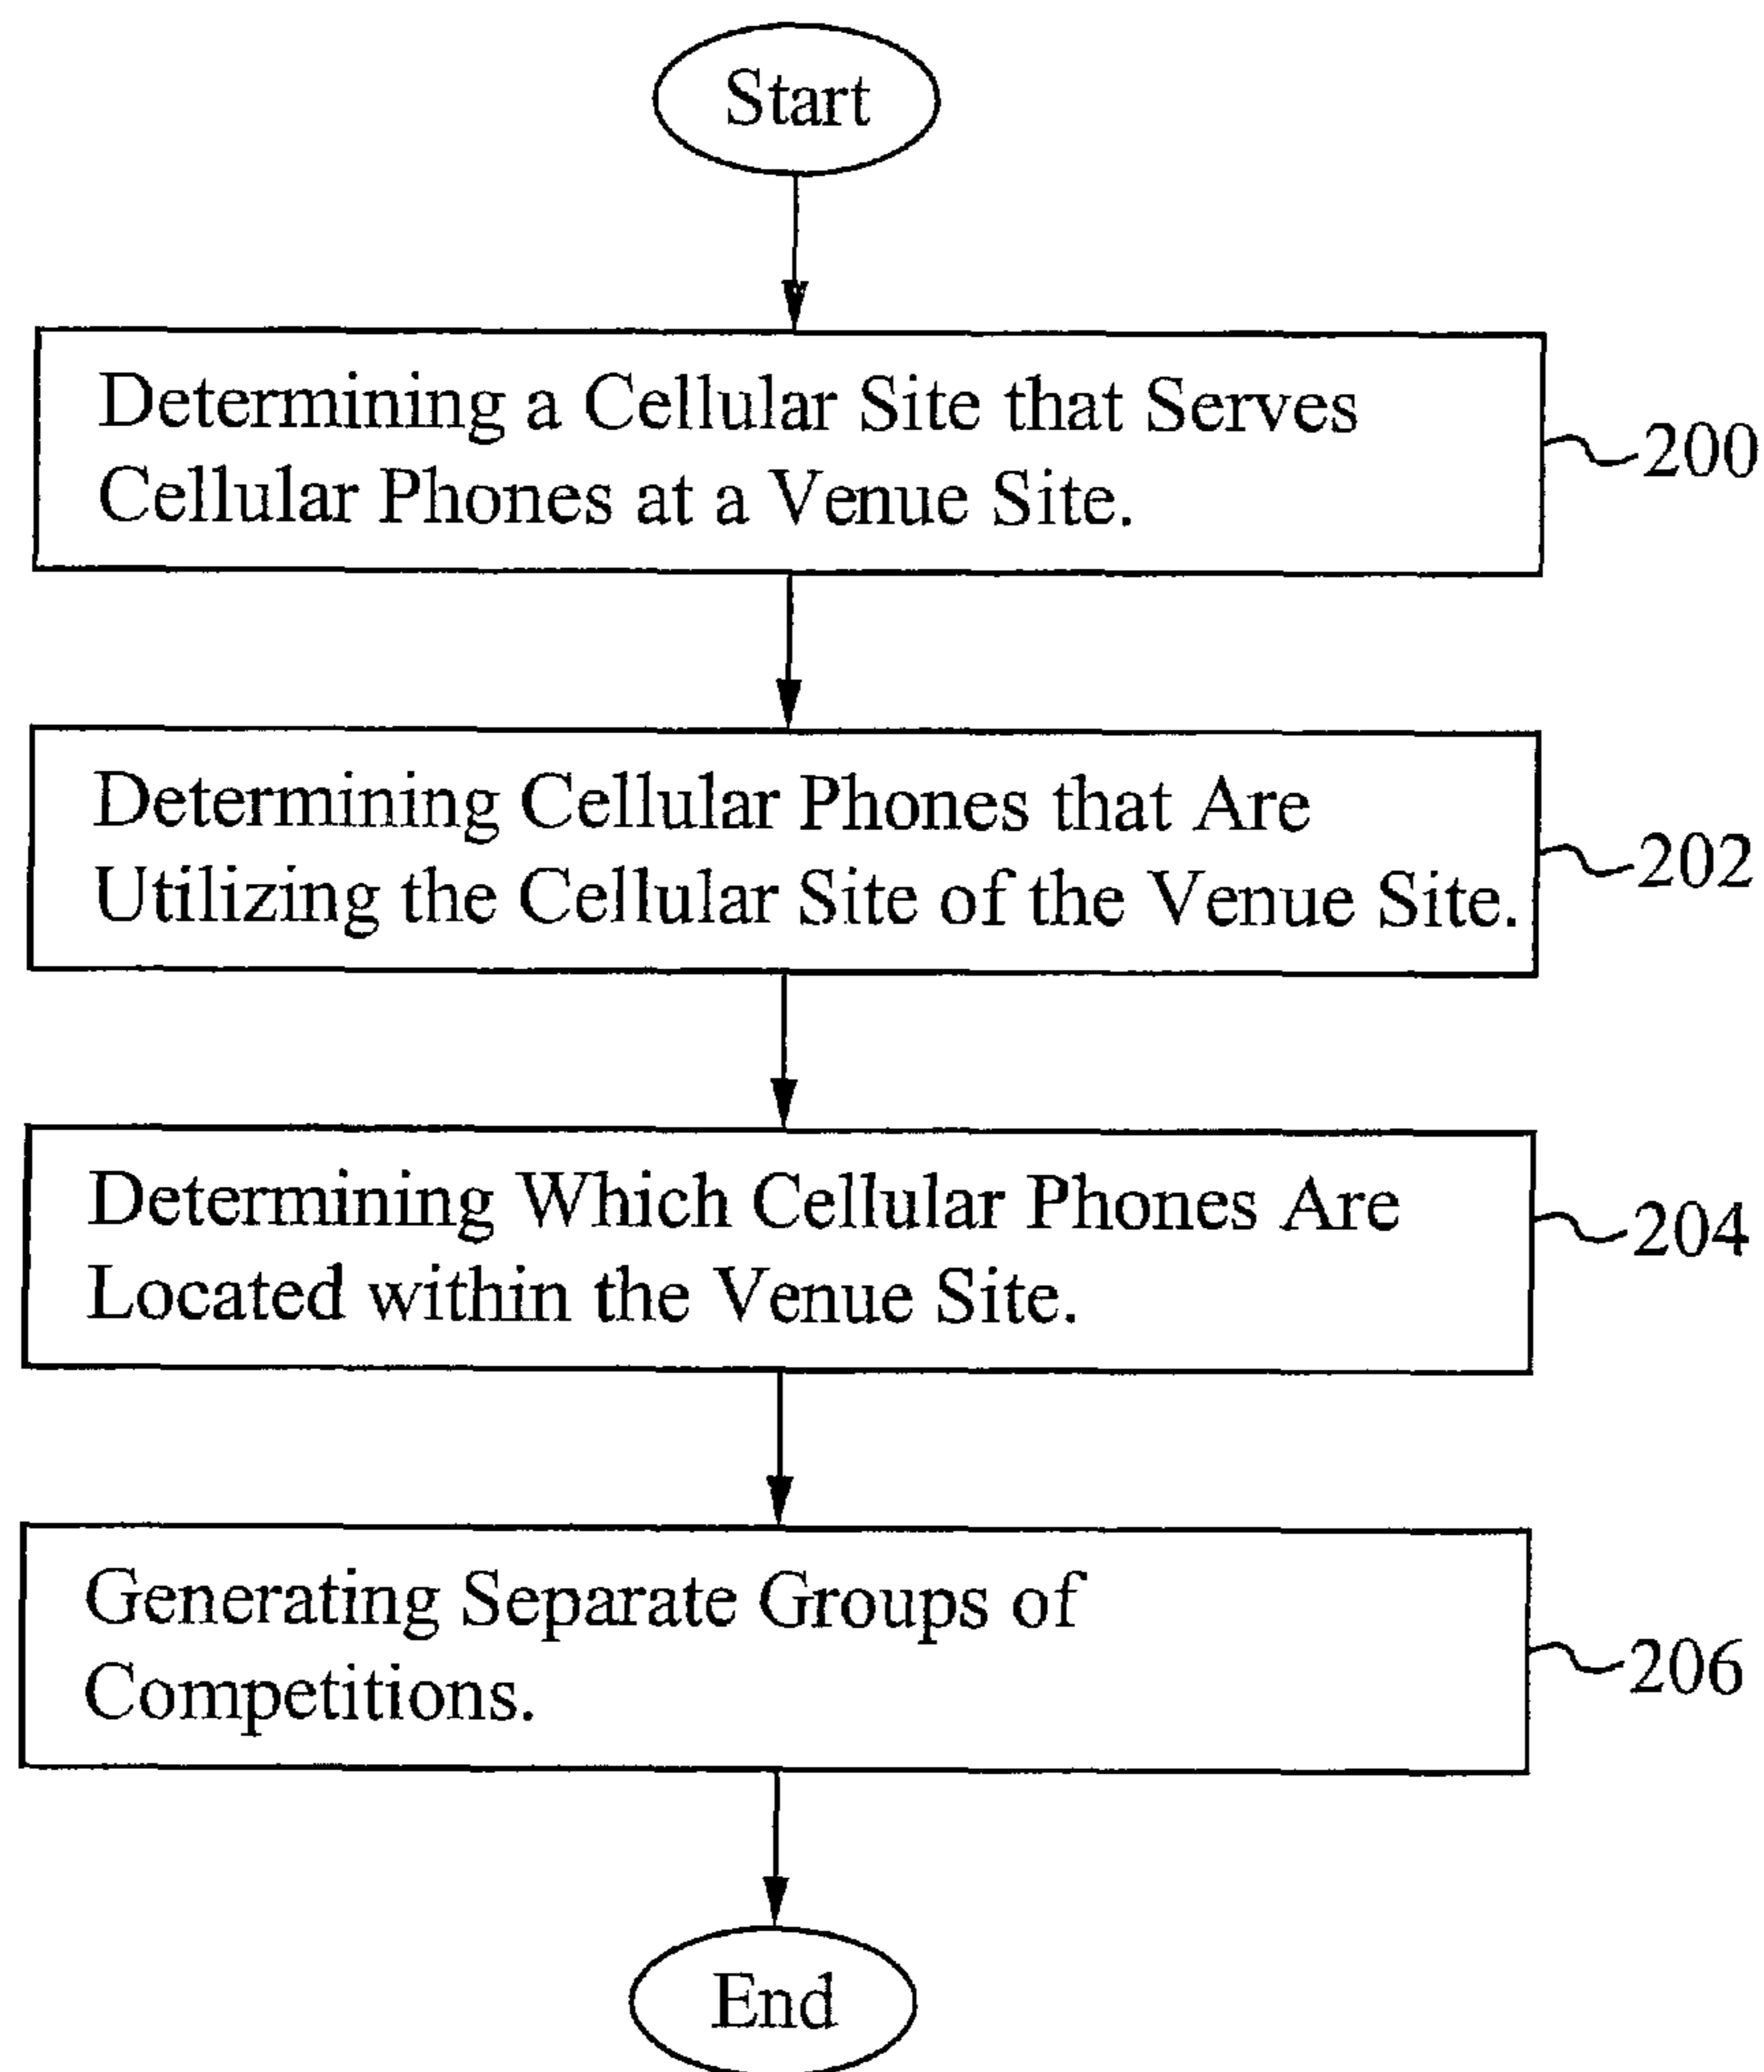 Start
Determining a Cellular Site that Serves
Cellular Phones at a Venue Site.
200
Determining Cellular Phones that Are
Utilizing the Cellular Site of the Venue Site.
202
Determining Which Cellular Phones Are
Located within the Venue Site.
204
Generating Separate Groups of
Competitions.
206
End